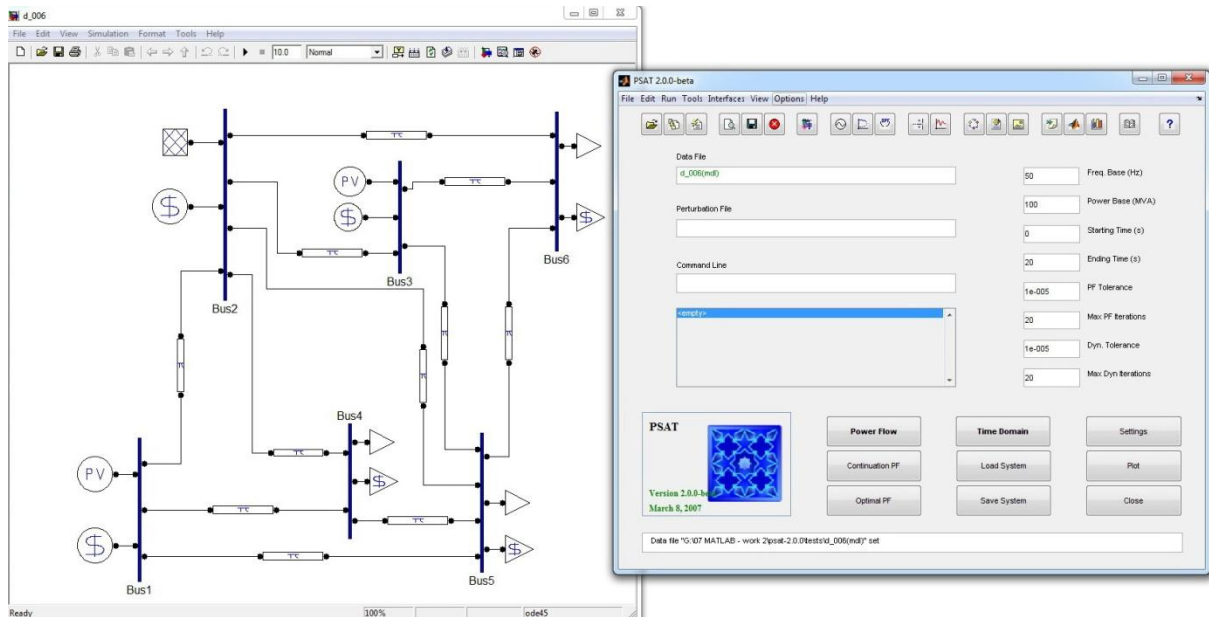 d_006
File Edit View Simulation Format Tools Help
10.0 Normal
PV
Bus3
Bus6
Bus2
Bus4
PV
Bus1
Bus5
Ready 100% ode45
PSAT 2.0.0-beta
File Edit Run Tools Interfaces View Options Help
Data File
d_006(mdl)
Perturbation File
Command Line
<empty>
50 Freq. Base (Hz)
100 Power Base (MVA)
0 Starting Time (s)
20 Ending Time (s)
1e-005 PF Tolerance
20 Max PF Iterations
1e-005 Dyn. Tolerance
20 Max Dyn Iterations
PSAT
Version 2.0.0-be
March 8, 2007
Power Flow Time Domain Settings
Continuation PF Load System Plot
Optimal PF Save System Close
Data file "G:\07 MATLAB - work 2\psat-2.0.0\tests\d_006(mdl)" set